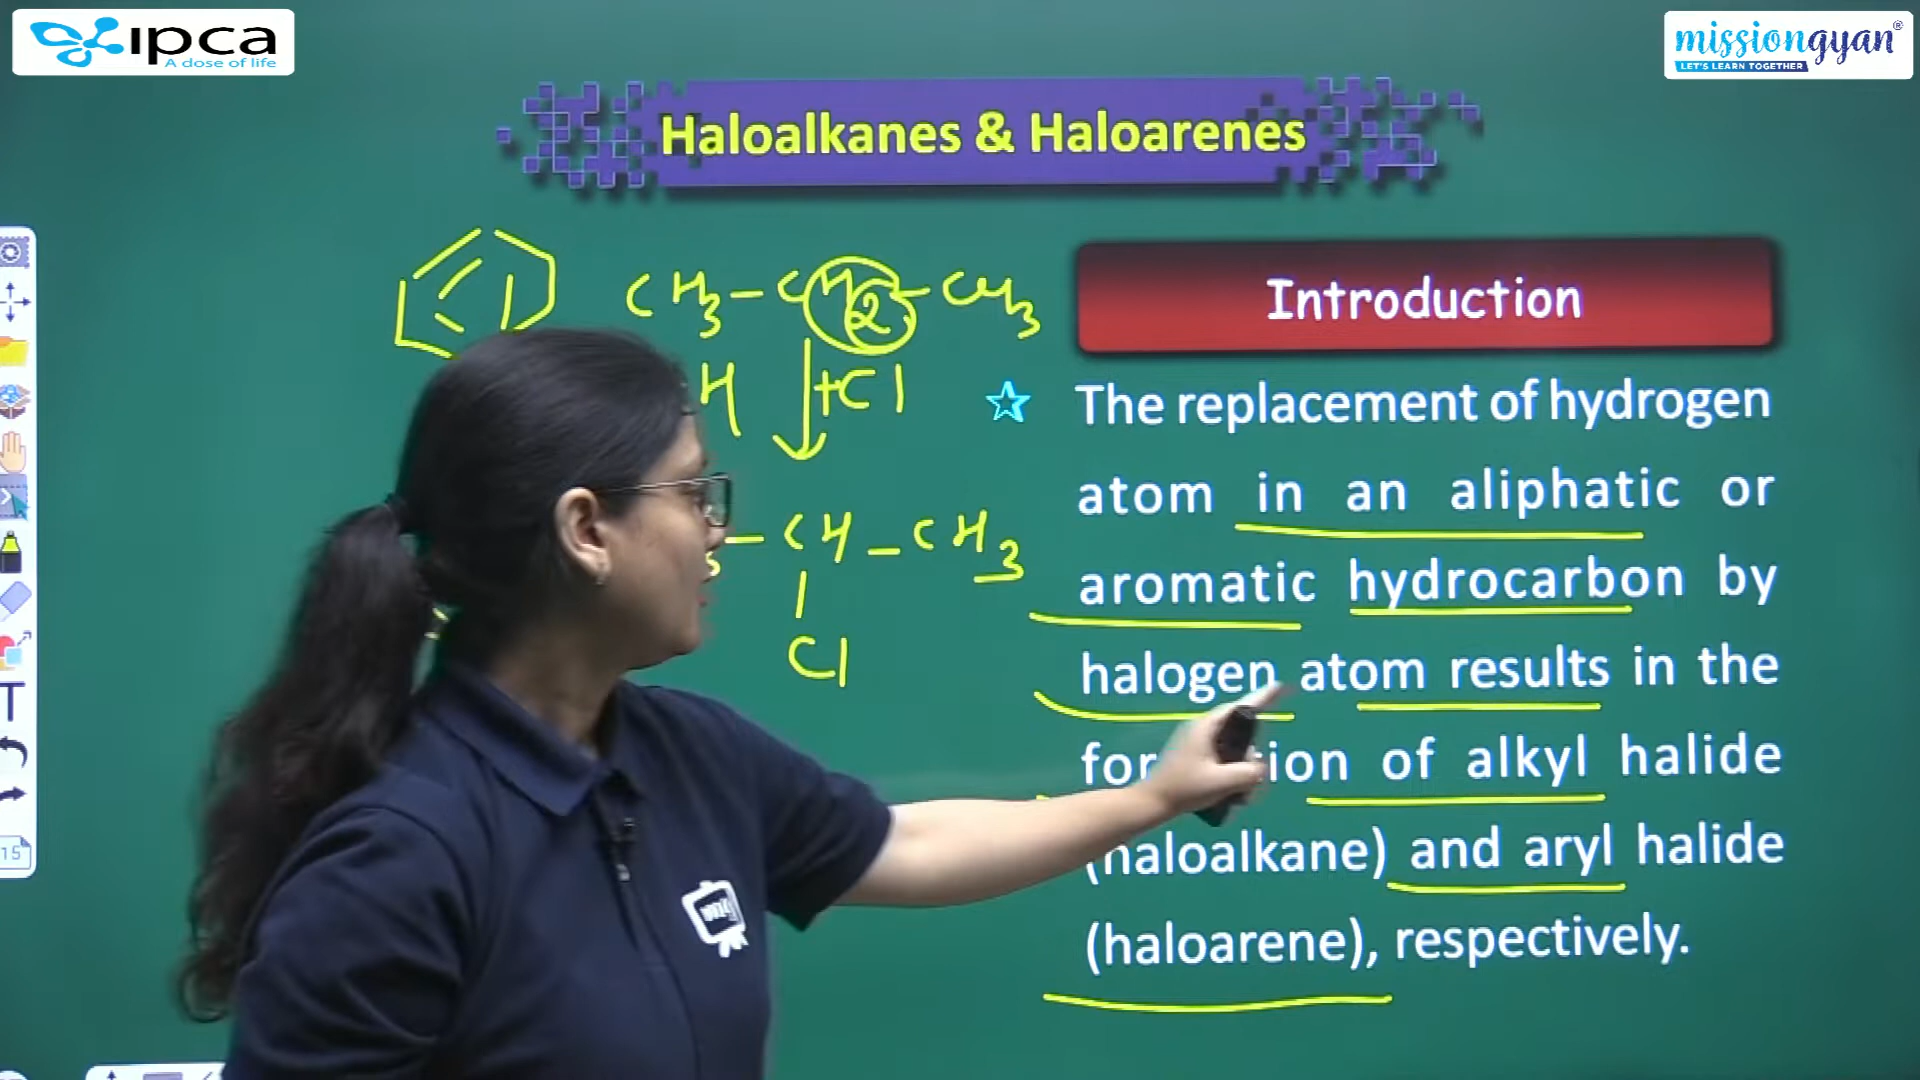 ipca
A dose of life
missiongyan®
LET'S LEARN TOGETHER
Haloalkanes & Haloarenes
CH3-CH2-CH3
H
+Cl
-CH-CH3
Cl
Introduction
The replacement of hydrogen
atom in an aliphatic or
aromatic hydrocarbon by
halogen atom results in the
of alkyl halide
(haloalkane) and aryl halide
(haloarene), respectively.
T
15